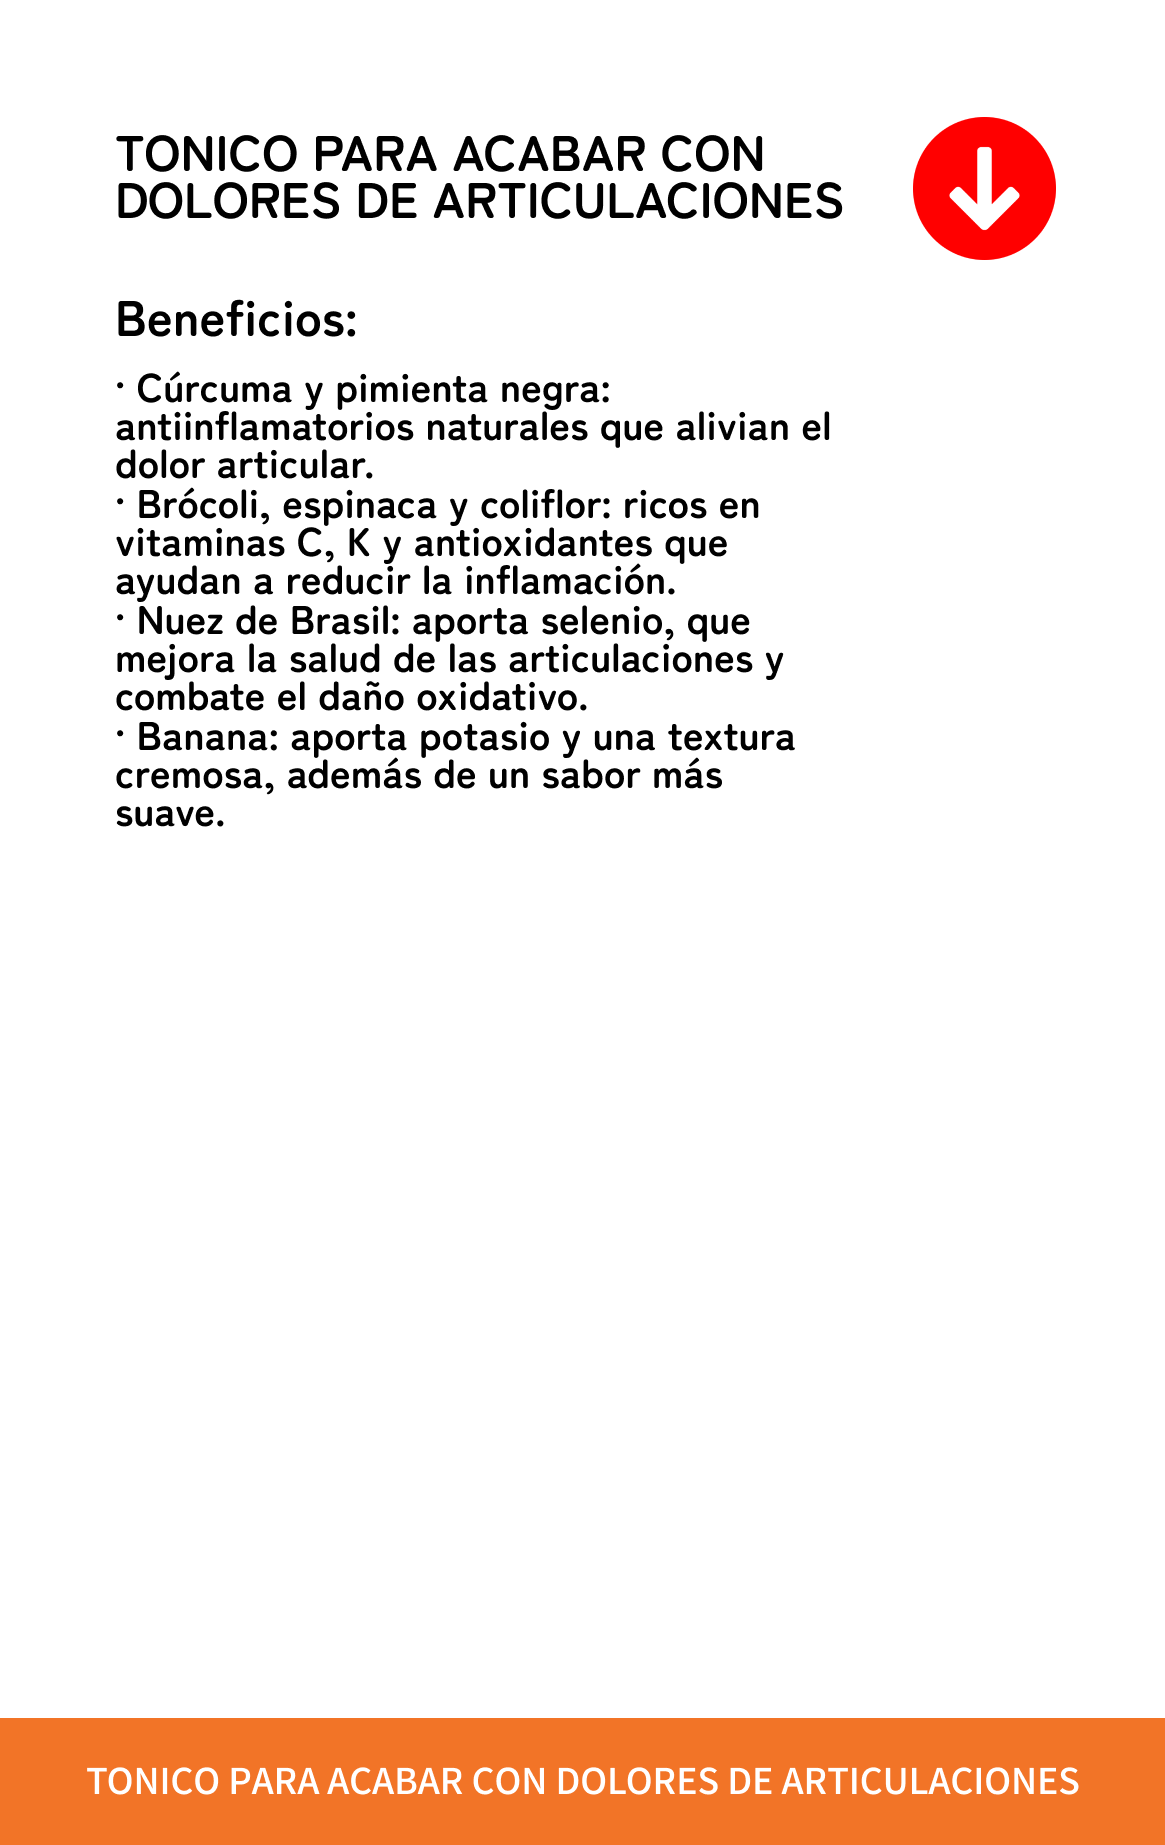 TONICO PARA ACABAR CON
DOLORES DE ARTICULACIONES
Beneficios:
· Cúrcuma y pimienta negra:
antiinflamatorios naturales que alivian el
dolor articular.
· Brócoli, espinaca y coliflor: ricos en
vitaminas C, K y antioxidantes que
ayudan a reducir la inflamación.
· Nuez de Brasil: aporta selenio, que
mejora la salud de las articulaciones y
combate el daño oxidativo.
· Banana: aporta potasio y una textura
cremosa, además de un sabor más
suave.
TONICO PARA ACABAR CON DOLORES DE ARTICULACIONES